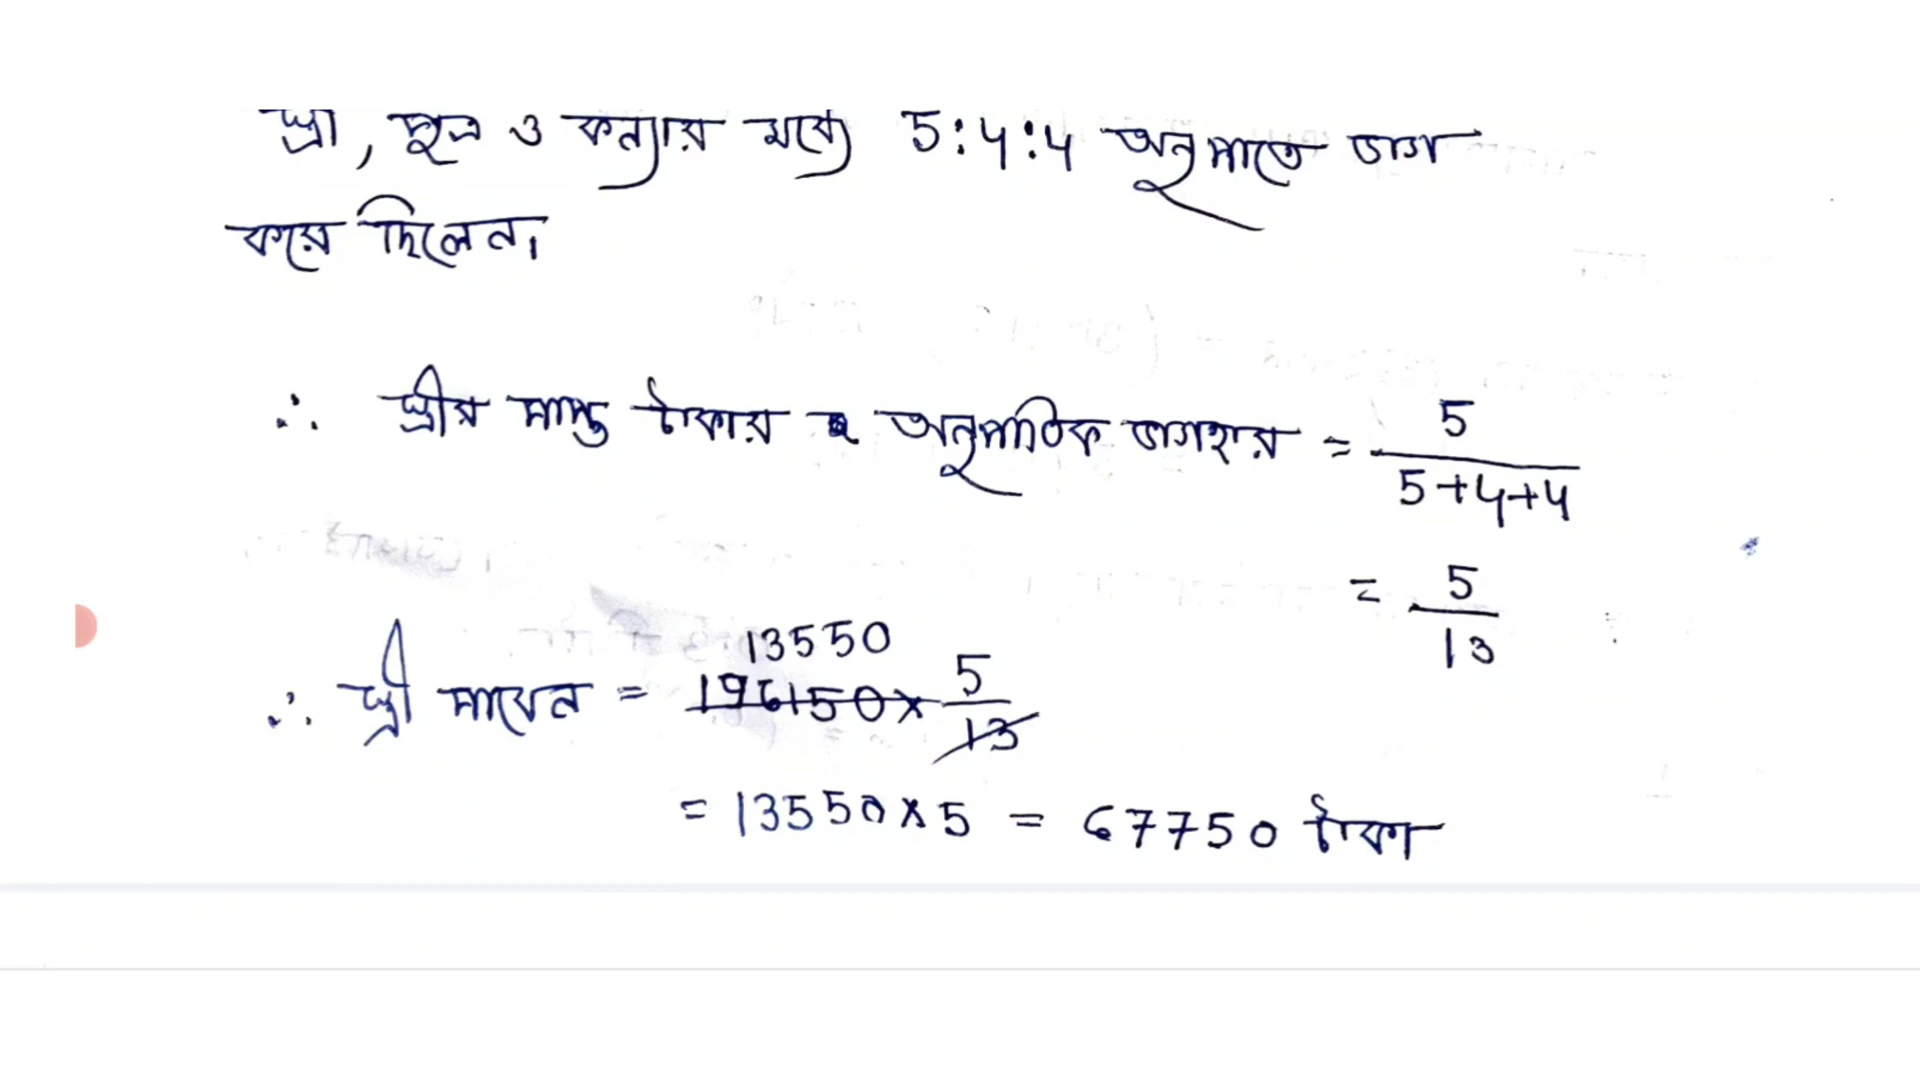 স্ত্রী, পুত্র ও কন্যার মধ্যে 5:4:4 অনুপাতে ভাগ
করে দিলেন।
∴ স্ত্রীর প্রাপ্ত টাকার অনুপাতিক ভাগহার = 5 / (5+4+4)
= 5/13
13550
∴ স্ত্রী পাবেন = 176150 × 5/13
= 13550 × 5 = 67750 টাকা